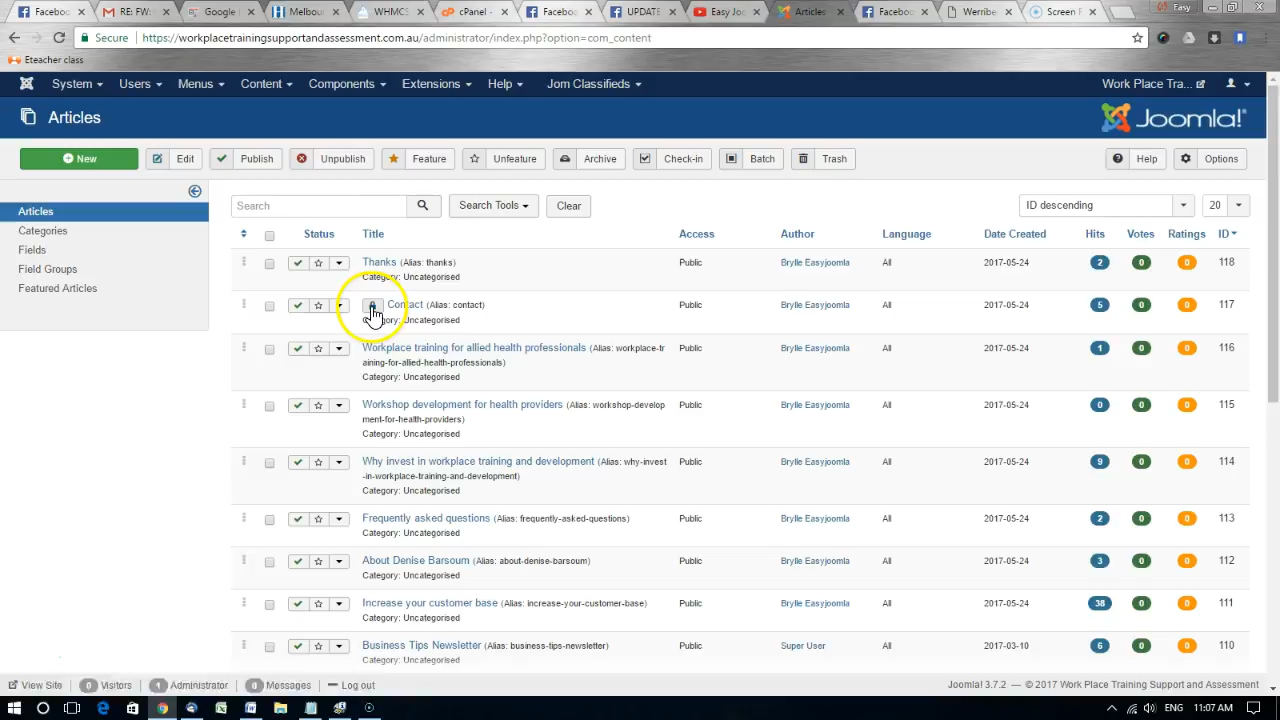 Facebo
RE: FW:
Google
Melbou
WHMCS
cPanel -
Facebo
UPDATE
Easy Jo
Articles
Facebo
Werribe
Screen F
Easy
Secure
https://workplacetrainingsupportandassessment.com.au/administrator/index.php?option=com_content
Eteacher class
System Users Menus Content Components Extensions Help Jom Classifieds Work Place Tra...
Articles Joomla!
New Edit Publish Unpublish Feature Unfeature Archive Check-in Batch Trash Help Options
Articles
Categories
Fields
Field Groups
Featured Articles
Search Search Tools Clear ID descending 20
Status Title Access Author Language Date Created Hits Votes Ratings ID
Thanks (Alias: thanks) Public Brylle Easyjoomla All 2017-05-24 2 0 0 118
Category: Uncategorised
Contact (Alias: contact) Public Brylle Easyjoomla All 2017-05-24 5 0 0 117
Category: Uncategorised
Workplace training for allied health professionals (Alias: workplace-tr Public Brylle Easyjoomla All 2017-05-24 1 0 0 116
aining-for-allied-health-professionals)
Category: Uncategorised
Workshop development for health providers (Alias: workshop-develop Public Brylle Easyjoomla All 2017-05-24 0 0 0 115
ment-for-health-providers)
Category: Uncategorised
Why invest in workplace training and development (Alias: why-invest Public Brylle Easyjoomla All 2017-05-24 9 0 0 114
-in-workplace-training-and-development)
Category: Uncategorised
Frequently asked questions (Alias: frequently-asked-questions) Public Brylle Easyjoomla All 2017-05-24 2 0 0 113
Category: Uncategorised
About Denise Barsoum (Alias: about-denise-barsoum) Public Brylle Easyjoomla All 2017-05-24 3 0 0 112
Category: Uncategorised
Increase your customer base (Alias: increase-your-customer-base) Public Brylle Easyjoomla All 2017-05-24 38 0 0 111
Category: Uncategorised
Business Tips Newsletter (Alias: business-tips-newsletter) Public Super User All 2017-03-10 6 0 0 110
Category: Uncategorised
View Site 0 Visitors 1 Administrator 0 Messages Log out Joomla! 3.7.2 — © 2017 Work Place Training Support and Assessment
11:07 AM